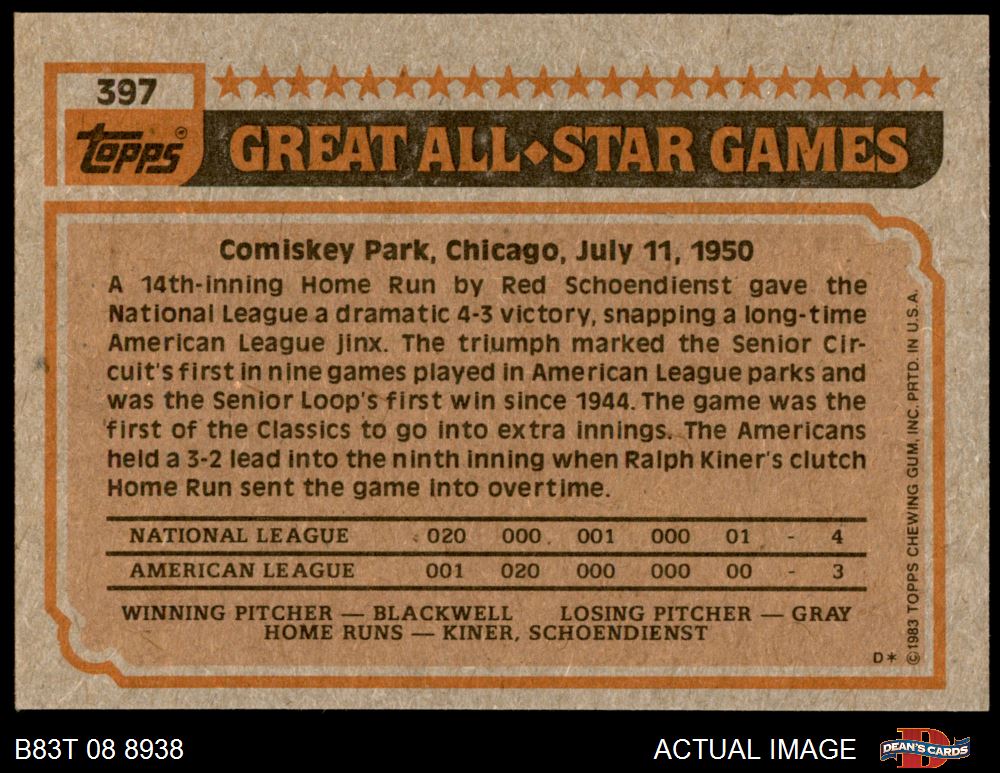 397
topps®
GREAT ALL◆STAR GAMES
Comiskey Park, Chicago, July 11, 1950
A 14th-inning Home Run by Red Schoendienst gave the
National League a dramatic 4-3 victory, snapping a long-time
American League jinx. The triumph marked the Senior Cir-
cuit's first in nine games played in American League parks and
was the Senior Loop's first win since 1944. The game was the
first of the Classics to go into extra innings. The Americans
held a 3-2 lead into the ninth inning when Ralph Kiner's clutch
Home Run sent the game into overtime.
NATIONAL LEAGUE 020 000 001 000 01 - 4
AMERICAN LEAGUE 001 020 000 000 00 - 3
WINNING PITCHER — BLACKWELL LOSING PITCHER — GRAY
HOME RUNS — KINER, SCHOENDIENST
D*
©1983 TOPPS CHEWING GUM, INC. PRTD. IN U.S.A.
B83T 08 8938
ACTUAL IMAGE
DEAN'S CARDS